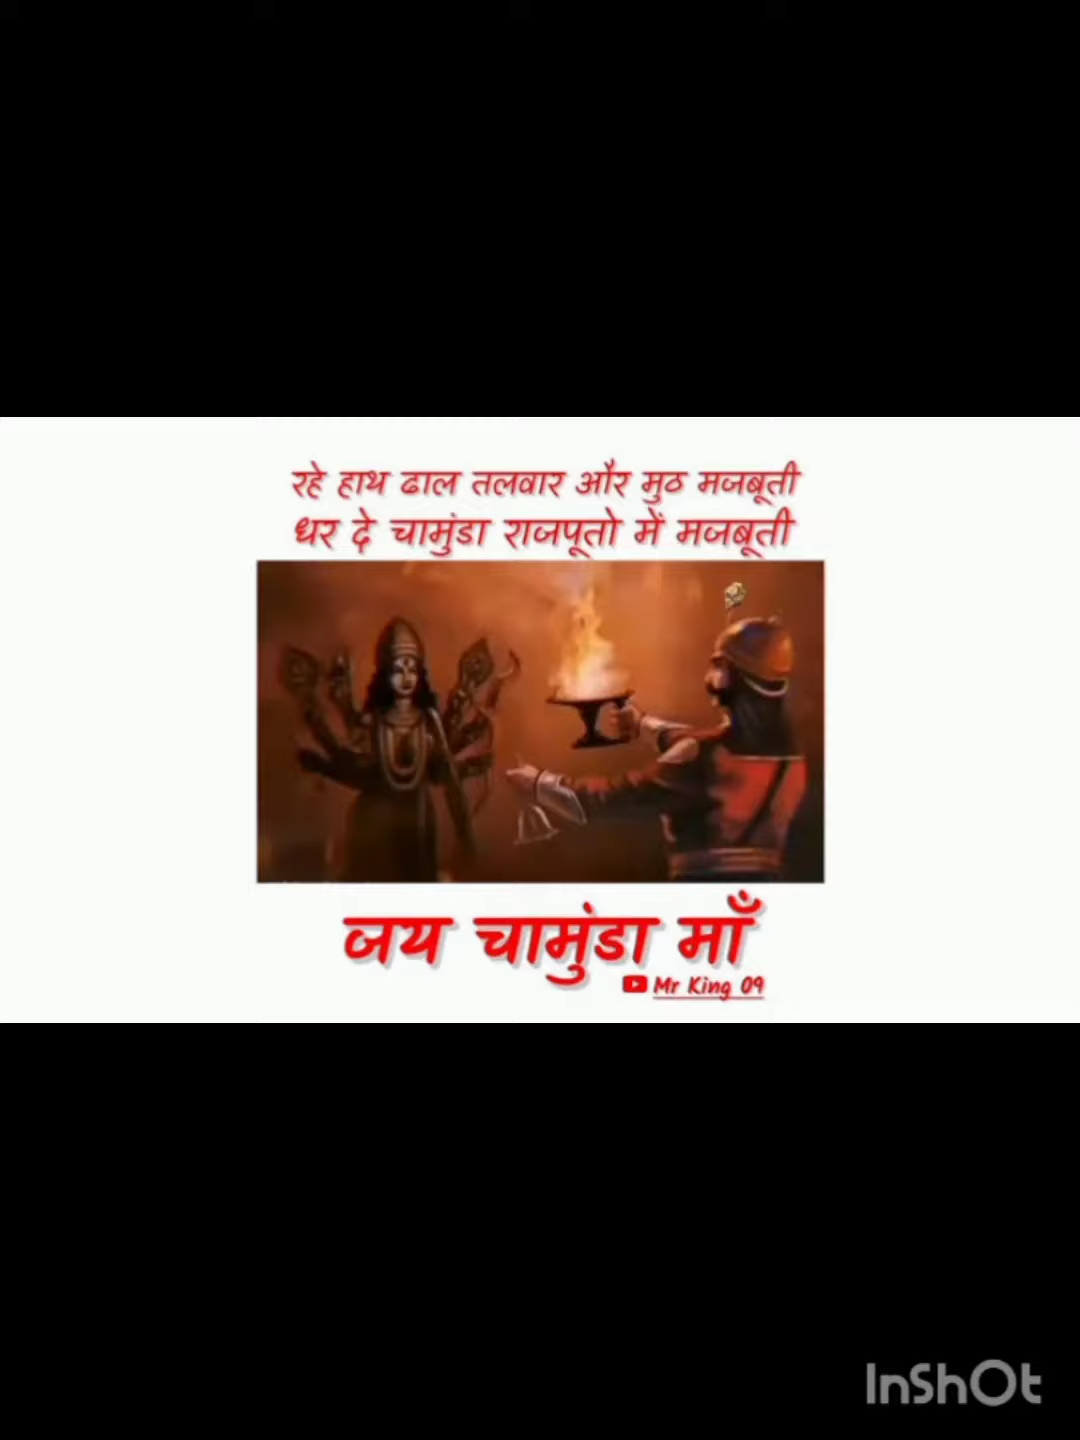 रहे हाथ ढाल तलवार और मुठ मजबूती
धर दे चामुंडा राजपूतो में मजबूती
जय चामुंडा माँ
Mr King 09
InShOt